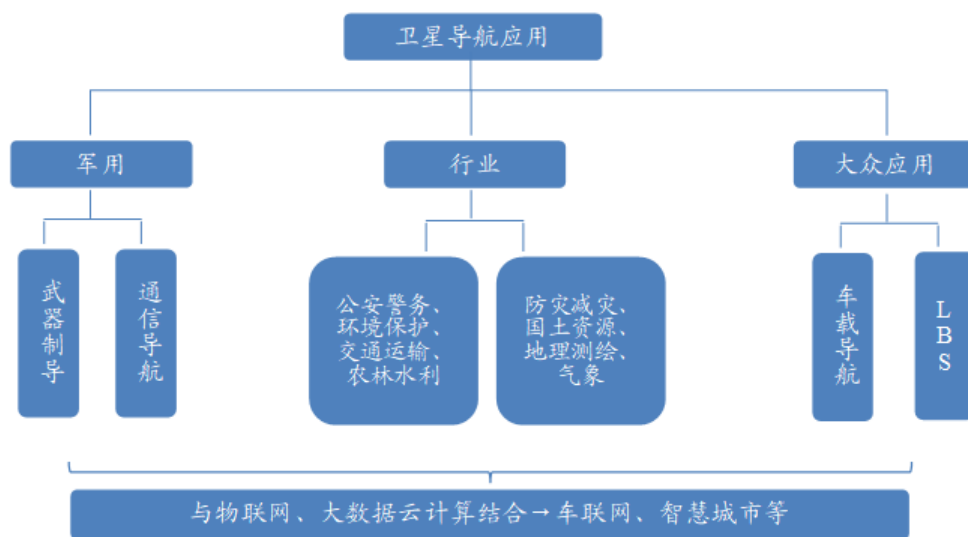 卫星导航应用
军用
行业
大众应用
武器制导
通信导航
公安警务、
环境保护、
交通运输、
农林水利
防灾减灾、
国土资源、
地理测绘、
气象
车载导航
LBS
与物联网、大数据云计算结合→车联网、智慧城市等